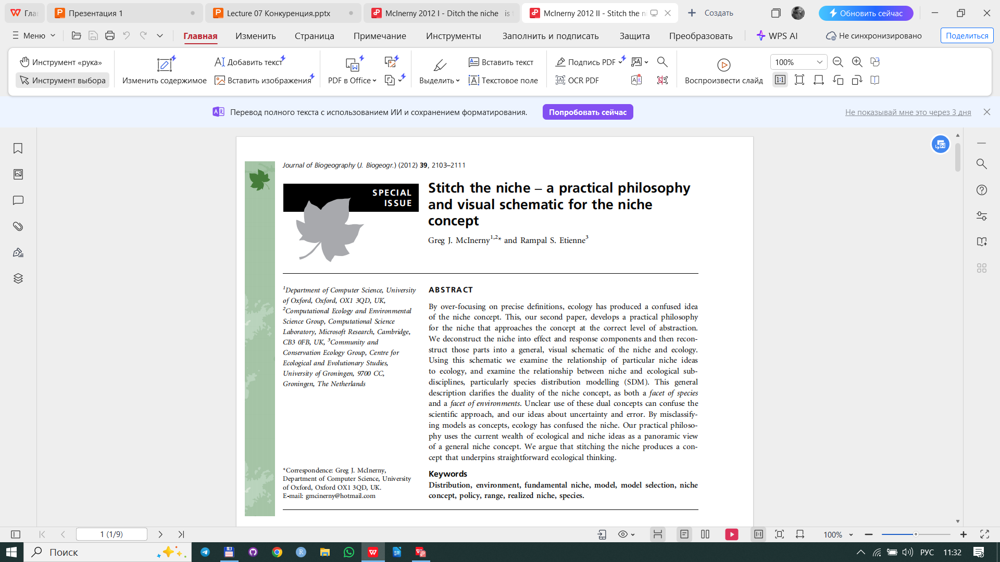 Гла
Презентация 1
Lecture 07 Конкуренция.pptx
McInerny 2012 I - Ditch the niche is
McInerny 2012 II - Stitch the ni
Создать
Обновить сейчас
Меню
Главная
Изменить
Страница
Примечание
Инструменты
Заполнить и подписать
Защита
Преобразовать
WPS AI
Не синхронизировано
Поделиться
Инструмент «рука»
Инструмент выбора
Изменить содержимое
Добавить текст
Вставить изображения
PDF в Office
Выделить
Вставить текст
Текстовое поле
Подпись PDF
OCR PDF
Воспроизвести слайд
100%
Перевод полного текста с использованием ИИ и сохранением форматирования.
Попробовать сейчас
Не показывай мне это через 3 дня
Journal of Biogeography (J. Biogeogr.) (2012) 39, 2103–2111
SPECIAL
ISSUE
Stitch the niche – a practical philosophy
and visual schematic for the niche
concept
Greg J. McInerny1,2* and Rampal S. Etienne3
1Department of Computer Science, University
of Oxford, Oxford, OX1 3QD, UK,
2Computational Ecology and Environmental
Science Group, Computational Science
Laboratory, Microsoft Research, Cambridge,
CB3 0FB, UK, 3Community and
Conservation Ecology Group, Centre for
Ecological and Evolutionary Studies,
University of Groningen, 9700 CC,
Groningen, The Netherlands
*Correspondence: Greg J. McInerny,
Department of Computer Science, University
of Oxford, Oxford OX1 3QD, UK.
E-mail: gmcinerny@hotmail.com
ABSTRACT
By over-focusing on precise definitions, ecology has produced a confused idea
of the niche concept. This, our second paper, develops a practical philosophy
for the niche that approaches the concept at the correct level of abstraction.
We deconstruct the niche into effect and response components and then recon-
struct those parts into a general, visual schematic of the niche and ecology.
Using this schematic we examine the relationship of particular niche ideas
to ecology, and examine the relationship between niche and ecological sub-
disciplines, particularly species distribution modelling (SDM). This general
description clarifies the duality of the niche concept, as both a facet of species
and a facet of environments. Unclear use of these dual concepts can confuse the
scientific approach, and our ideas about uncertainty and error. By misclassify-
ing models as concepts, ecology has confused the niche. Our practical philoso-
phy uses the current wealth of ecological and niche ideas as a panoramic view
of a general niche concept. We argue that stitching the niche produces a con-
cept that underpins straightforward ecological thinking.
Keywords
Distribution, environment, fundamental niche, model, model selection, niche
concept, policy, range, realized niche, species.
1 (1/9)
100%
Поиск
РУС
11:32